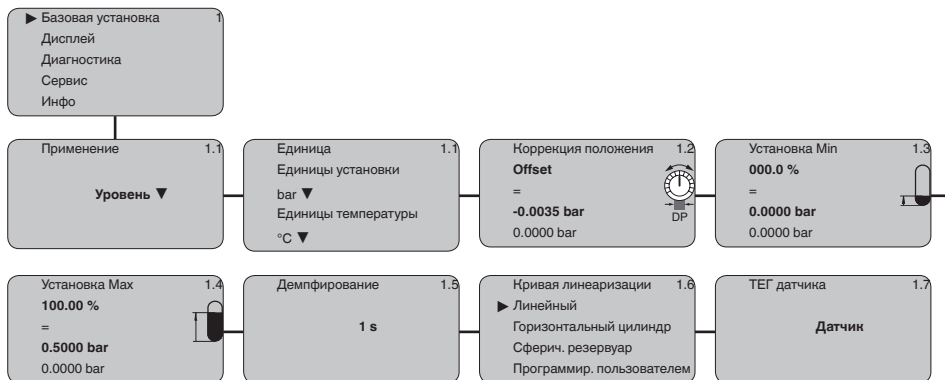 ▶ Базовая установка 1
Дисплей
Диагностика
Сервис
Инфо
Применение 1.1
Уровень ▼
Единица 1.1
Единицы установки
bar ▼
Единицы температуры
°C ▼
Коррекция положения 1.2
Offset
=
-0.0035 bar
0.0000 bar
DP
Установка Min 1.3
000.0 %
=
0.0000 bar
0.0000 bar
Установка Max 1.4
100.00 %
=
0.5000 bar
0.0000 bar
Демпфирование 1.5
1 s
Кривая линеаризации 1.6
▶ Линейный
Горизонтальный цилиндр
Сферич. резервуар
Программир. пользователем
ТЕГ датчика 1.7
Датчик